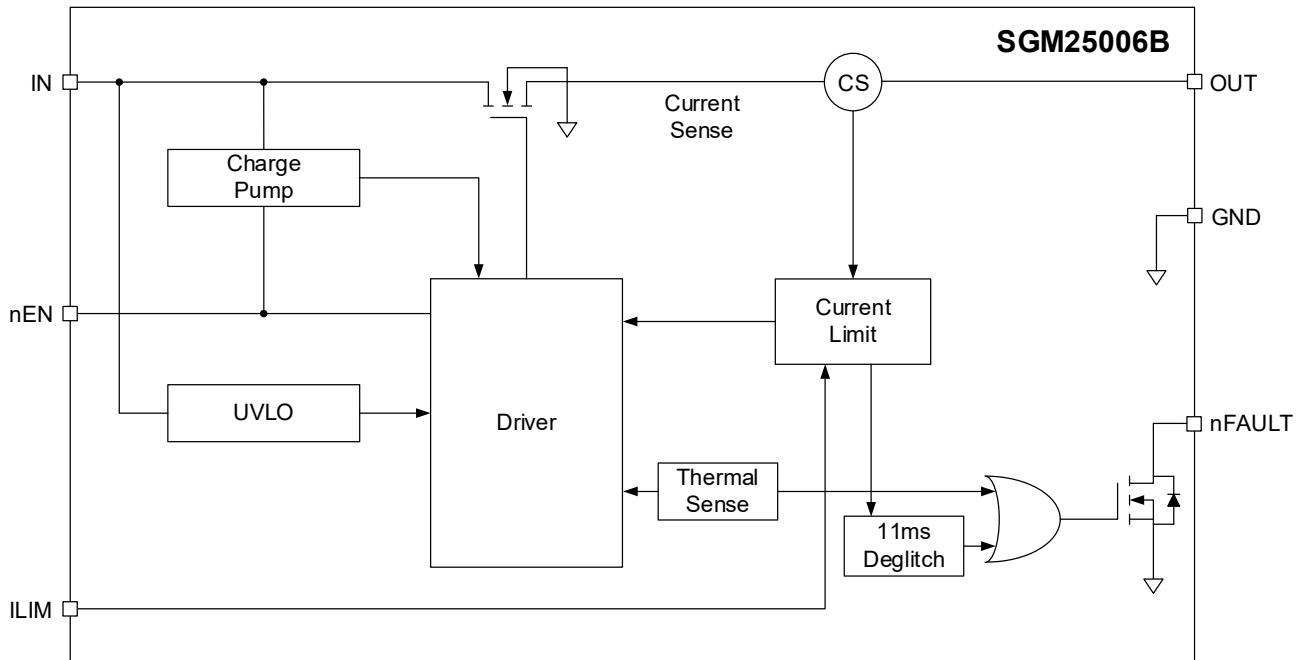 SGM25006B
IN
CS
OUT
Current
Sense
Charge
Pump
GND
nEN
Current
Limit
UVLO
Driver
nFAULT
Thermal
Sense
11ms
Deglitch
ILIM